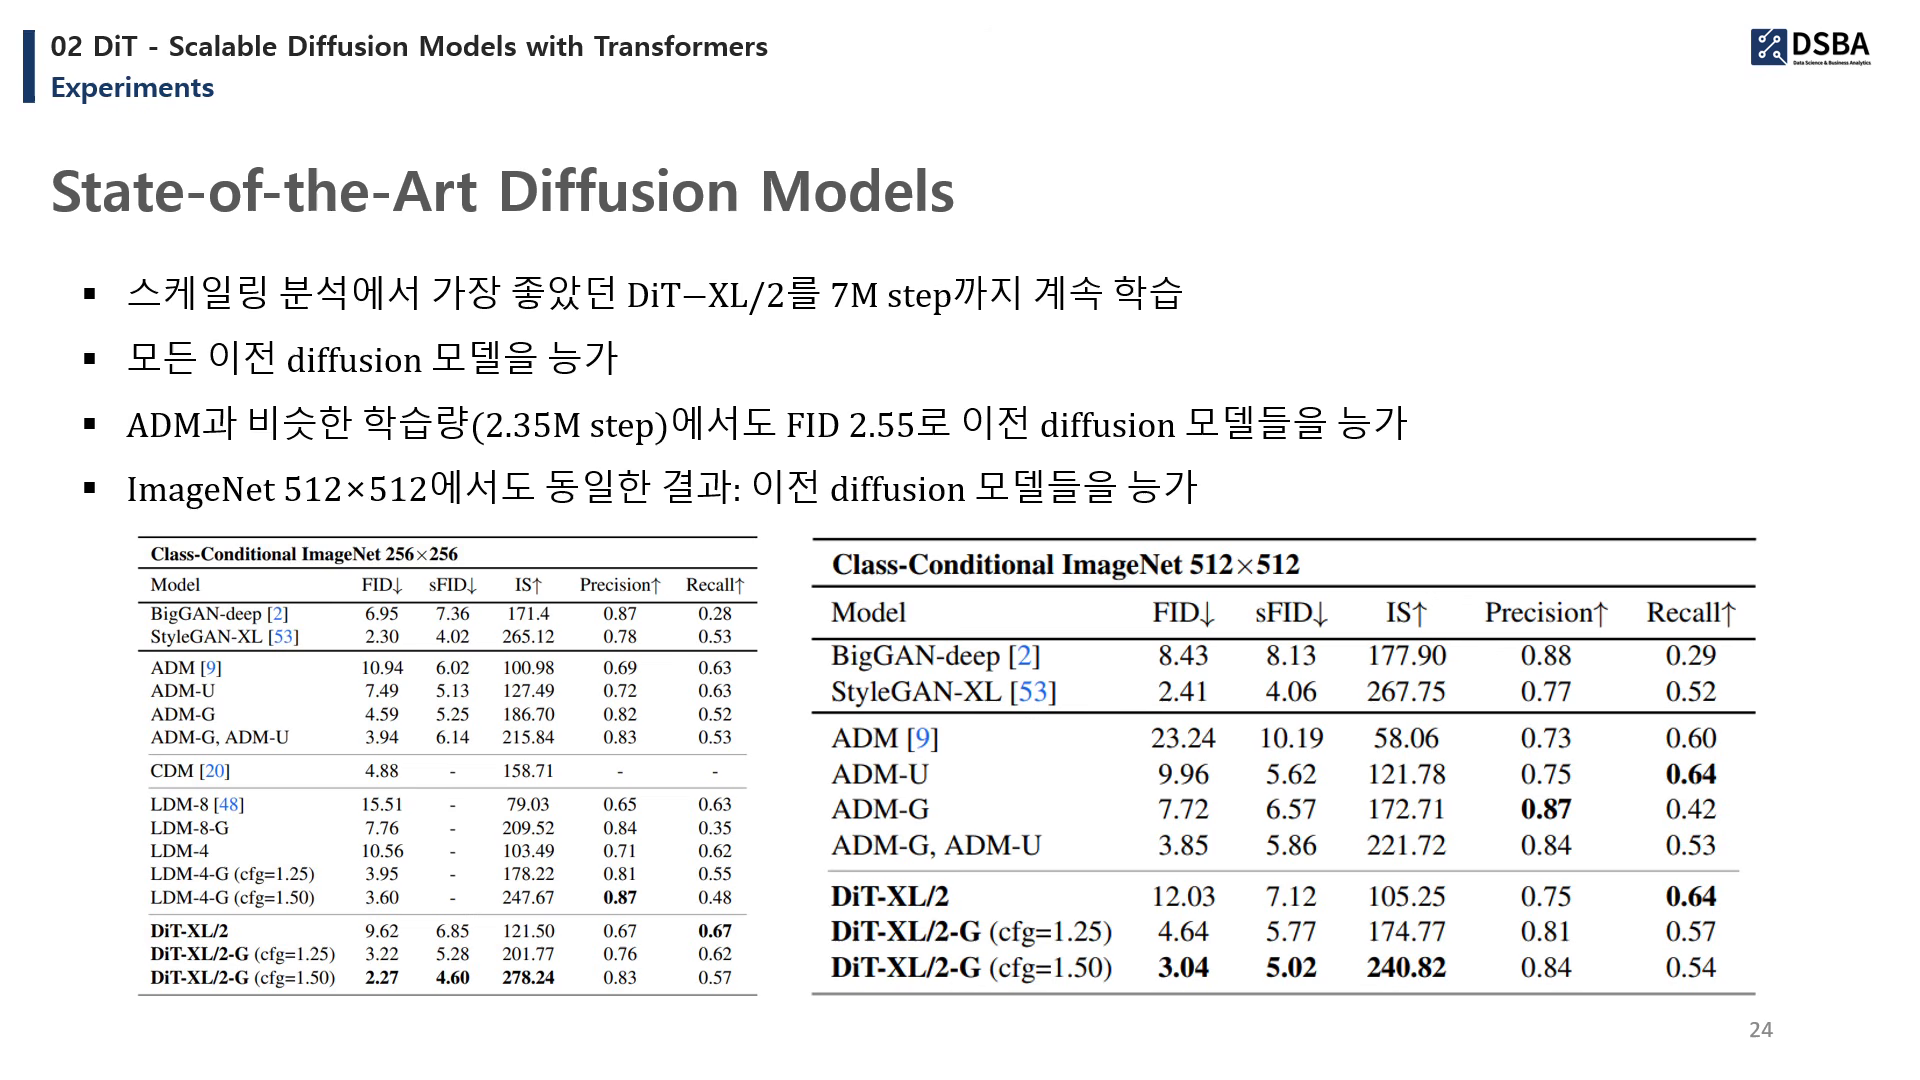 02 DiT - Scalable Diffusion Models with Transformers
Experiments
DSBA
Data Science & Business Analytics
State-of-the-Art Diffusion Models
▪ 스케일링 분석에서 가장 좋았던 DiT−XL/2를 7M step까지 계속 학습
▪ 모든 이전 diffusion 모델을 능가
▪ ADM과 비슷한 학습량(2.35M step)에서도 FID 2.55로 이전 diffusion 모델들을 능가
▪ ImageNet 512×512에서도 동일한 결과: 이전 diffusion 모델들을 능가
Class-Conditional ImageNet 256×256
Model FID↓ sFID↓ IS↑ Precision↑ Recall↑
BigGAN-deep [2] 6.95 7.36 171.4 0.87 0.28
StyleGAN-XL [53] 2.30 4.02 265.12 0.78 0.53
ADM [9] 10.94 6.02 100.98 0.69 0.63
ADM-U 7.49 5.13 127.49 0.72 0.63
ADM-G 4.59 5.25 186.70 0.82 0.52
ADM-G, ADM-U 3.94 6.14 215.84 0.83 0.53
CDM [20] 4.88 - 158.71 - -
LDM-8 [48] 15.51 - 79.03 0.65 0.63
LDM-8-G 7.76 - 209.52 0.84 0.35
LDM-4 10.56 - 103.49 0.71 0.62
LDM-4-G (cfg=1.25) 3.95 - 178.22 0.81 0.55
LDM-4-G (cfg=1.50) 3.60 - 247.67 0.87 0.48
DiT-XL/2 9.62 6.85 121.50 0.67 0.67
DiT-XL/2-G (cfg=1.25) 3.22 5.28 201.77 0.76 0.62
DiT-XL/2-G (cfg=1.50) 2.27 4.60 278.24 0.83 0.57
Class-Conditional ImageNet 512×512
Model FID↓ sFID↓ IS↑ Precision↑ Recall↑
BigGAN-deep [2] 8.43 8.13 177.90 0.88 0.29
StyleGAN-XL [53] 2.41 4.06 267.75 0.77 0.52
ADM [9] 23.24 10.19 58.06 0.73 0.60
ADM-U 9.96 5.62 121.78 0.75 0.64
ADM-G 7.72 6.57 172.71 0.87 0.42
ADM-G, ADM-U 3.85 5.86 221.72 0.84 0.53
DiT-XL/2 12.03 7.12 105.25 0.75 0.64
DiT-XL/2-G (cfg=1.25) 4.64 5.77 174.77 0.81 0.57
DiT-XL/2-G (cfg=1.50) 3.04 5.02 240.82 0.84 0.54
24